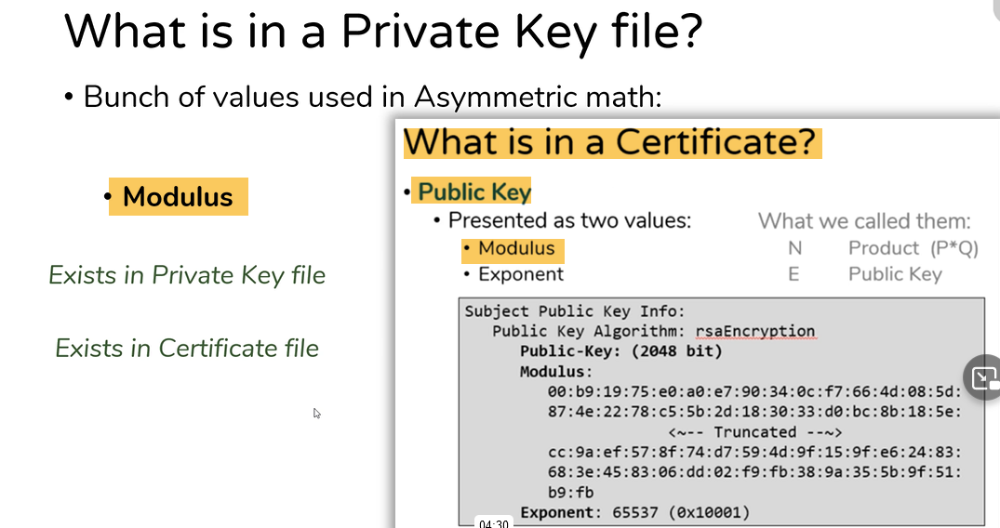 What is in a Private Key file?
• Bunch of values used in Asymmetric math:
• Modulus
Exists in Private Key file
Exists in Certificate file
What is in a Certificate?
• Public Key
• Presented as two values:
• Modulus
• Exponent
What we called them:
N Product (P*Q)
E Public Key
Subject Public Key Info:
Public Key Algorithm: rsaEncryption
Public-Key: (2048 bit)
Modulus:
00:b9:19:75:e0:a0:e7:90:34:0c:f7:66:4d:08:5d:
87:4e:22:78:c5:5b:2d:18:30:33:d0:bc:8b:18:5e:
<~-- Truncated --~>
cc:9a:ef:57:8f:74:d7:59:4d:9f:15:9f:e6:24:83:
68:3e:45:83:06:dd:02:f9:fb:38:9a:35:5b:9f:51:
b9:fb
Exponent: 65537 (0x10001)
04:30